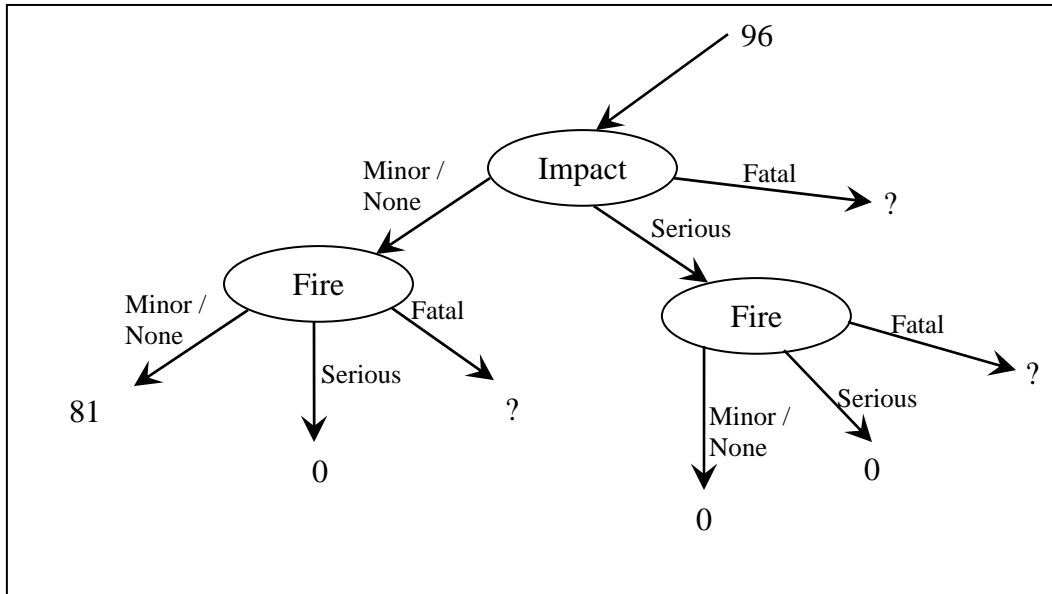 96
Impact
Minor /
None
Fatal
?
Serious
Fire
Minor /
None
Fatal
Serious
81
0
?
Fire
Fatal
?
Serious
Minor /
None
0
0